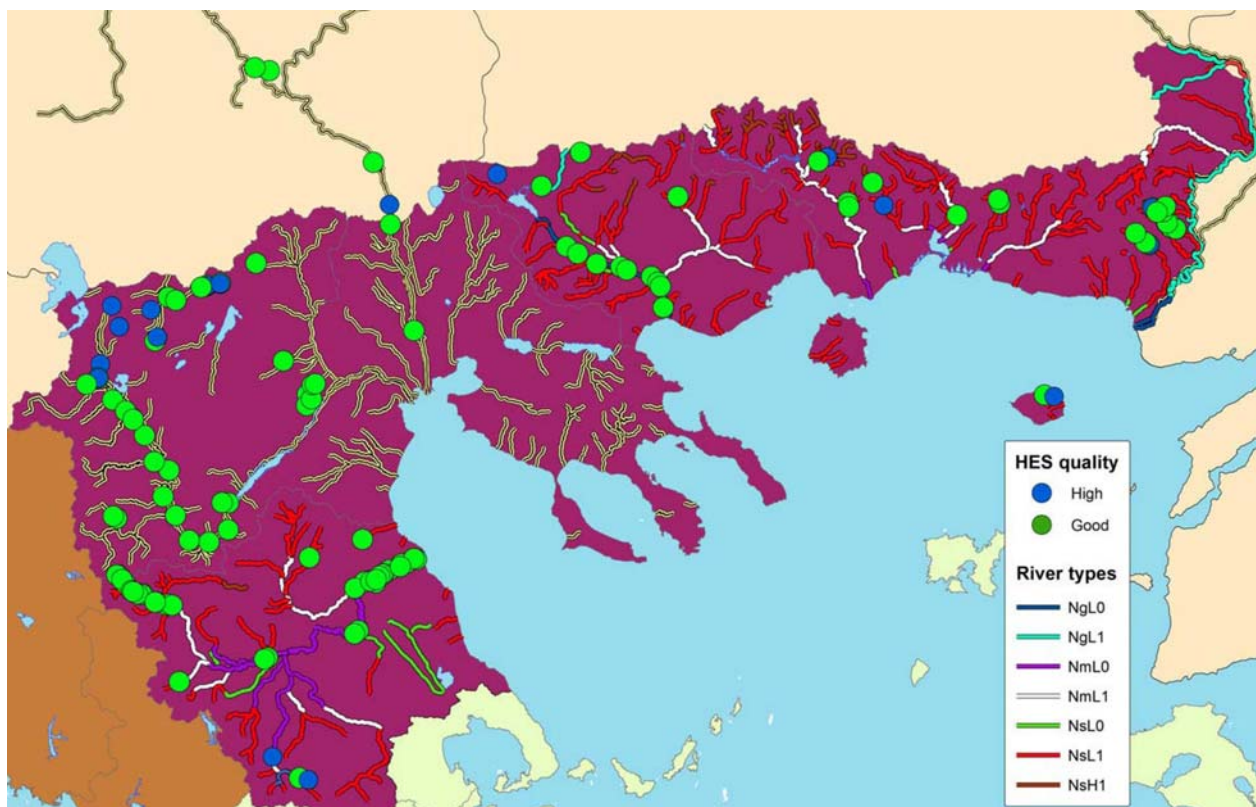 HES quality
High
Good
River types
NgL0
NgL1
NmL0
NmL1
NsL0
NsL1
NsH1